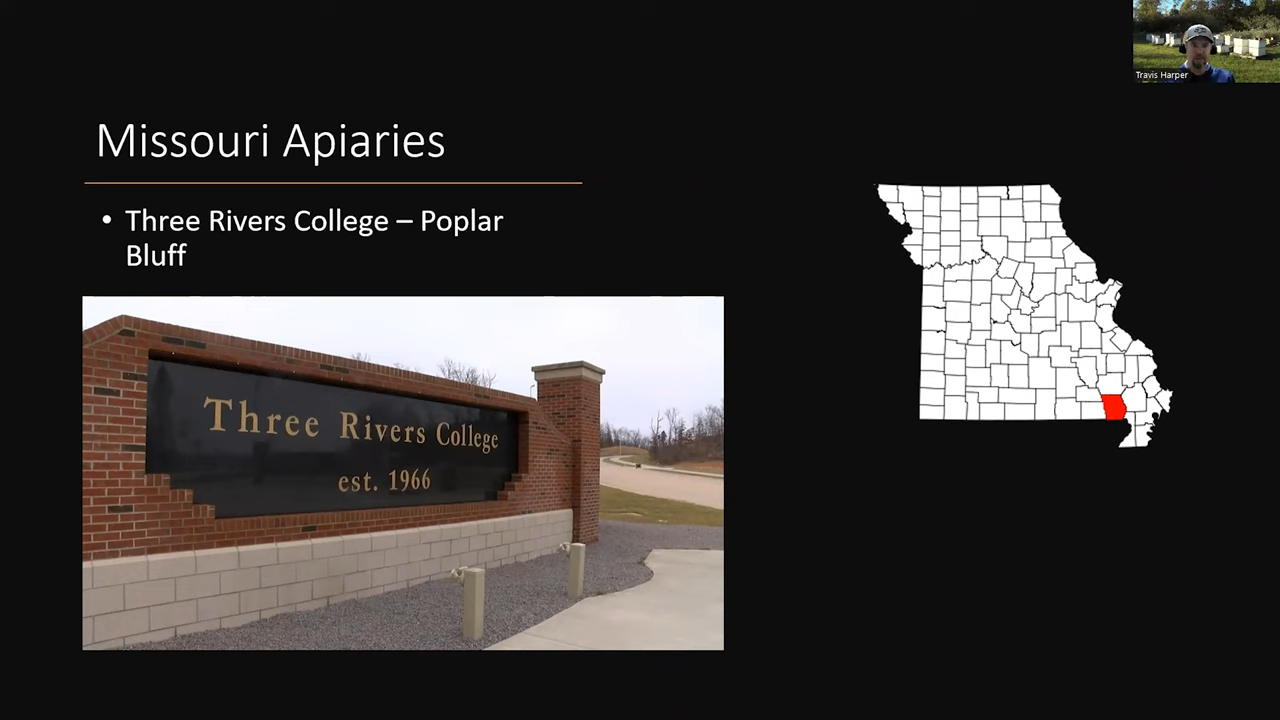 Travis Harper
Missouri Apiaries
• Three Rivers College – Poplar
Bluff
Three Rivers College
est. 1966